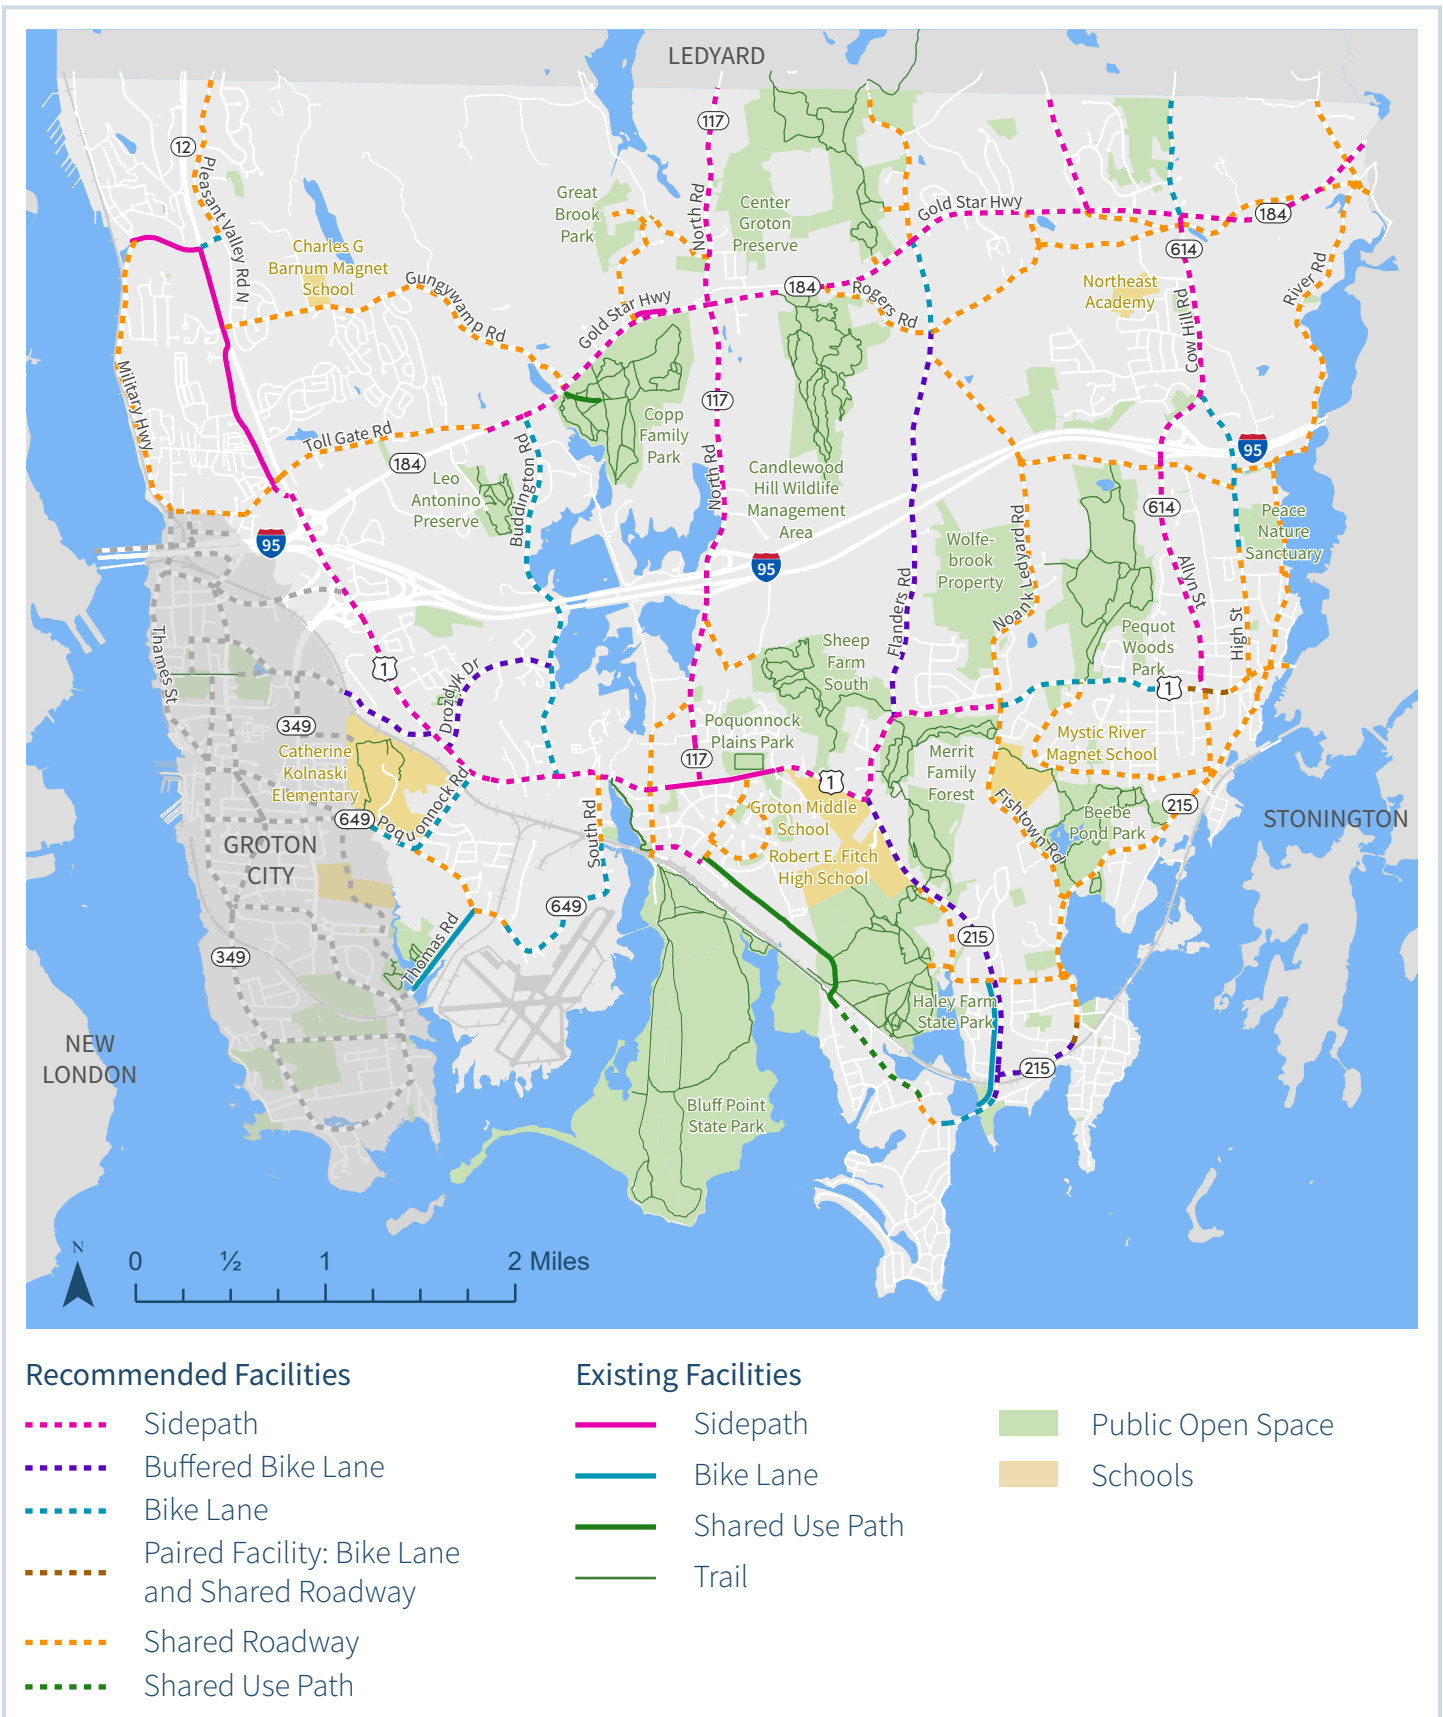 LEDYARD
117
12
Pleasant Valley Rd N
Great
Brook
Park
North Rd
Center
Groton
Preserve
Gold Star Hwy
184
614
Charles G
Barnum Magnet
School
Gungywamp Rd
Gold Star Hwy
184
Rogers Rd
Northeast
Academy
Cow Hill Rd
River Rd
Military Hwy
Toll Gate Rd
184
Buddington Rd
Copp
Family
Park
117
North Rd
Leo
Antonino
Preserve
Candlewood
Hill Wildlife
Management
Area
95
614
Peace
Nature
Sanctuary
95
95
Wolfe-
brook
Property
Noank Ledyard Rd
Flanders Rd
Allyn St
High St
Thames St
1
Drozdyk Dr
Sheep
Farm
South
Pequot
Woods
Park
1
349
Catherine
Kolnaski
Elementary
Poquonnock
Plains Park
117
Mystic River
Magnet School
Merrit
Family
Forest
1
649
Poquonnock Rd
South Rd
Groton Middle
School
Robert E. Fitch
High School
Fishtown Rd
Beebe
Pond Park
215
STONINGTON
GROTON
CITY
649
349
Thomas Rd
215
Haley Farm
State Park
215
NEW
LONDON
Bluff Point
State Park
N
0 ½ 1 2 Miles
Recommended Facilities
Sidepath
Buffered Bike Lane
Bike Lane
Paired Facility: Bike Lane
and Shared Roadway
Shared Roadway
Shared Use Path
Existing Facilities
Sidepath
Bike Lane
Shared Use Path
Trail
Public Open Space
Schools